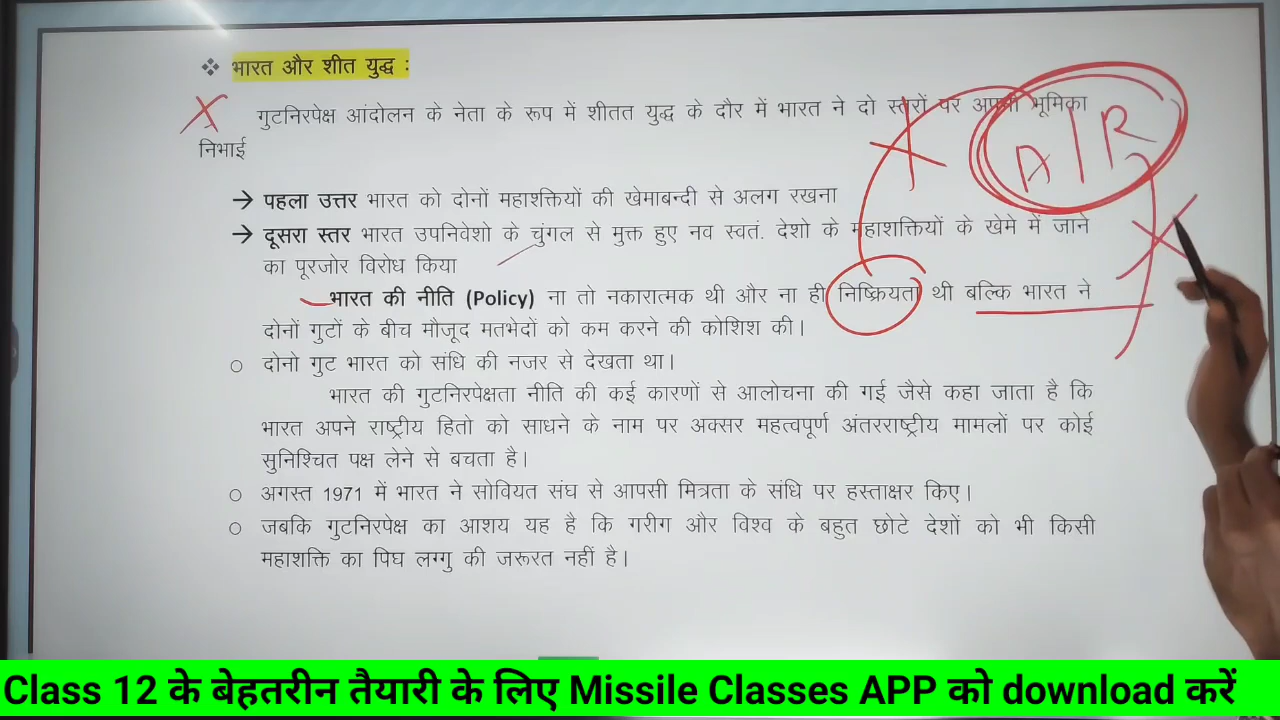 ❖ भारत और शीत युद्ध :
गुटनिरपेक्ष आंदोलन के नेता के रूप में शीतत युद्ध के दौर में भारत ने दो स्तरों पर अपनी भूमिका
निभाई
→ पहला उत्तर भारत को दोनों महाशक्तियों की खेमाबन्दी से अलग रखना
→ दूसरा स्तर भारत उपनिवेशो के चुंगल से मुक्त हुए नव स्वतं. देशो के महाशक्तियों के खेमे में जाने
का पूरजोर विरोध किया
भारत की नीति (Policy) ना तो नकारात्मक थी और ना ही निष्क्रियता थी बल्कि भारत ने
दोनों गुटों के बीच मौजूद मतभेदों को कम करने की कोशिश की।
○ दोनो गुट भारत को संधि की नजर से देखता था।
भारत की गुटनिरपेक्षता नीति की कई कारणों से आलोचना की गई जैसे कहा जाता है कि
भारत अपने राष्ट्रीय हितो को साधने के नाम पर अक्सर महत्वपूर्ण अंतरराष्ट्रीय मामलों पर कोई
सुनिश्चित पक्ष लेने से बचता है।
○ अगस्त 1971 में भारत ने सोवियत संघ से आपसी मित्रता के संधि पर हस्ताक्षर किए।
○ जबकि गुटनिरपेक्ष का आशय यह है कि गरीग और विश्व के बहुत छोटे देशों को भी किसी
महाशक्ति का पिघ लग्गु की जरूरत नहीं है।
A | R
Class 12 के बेहतरीन तैयारी के लिए Missile Classes APP को download करें